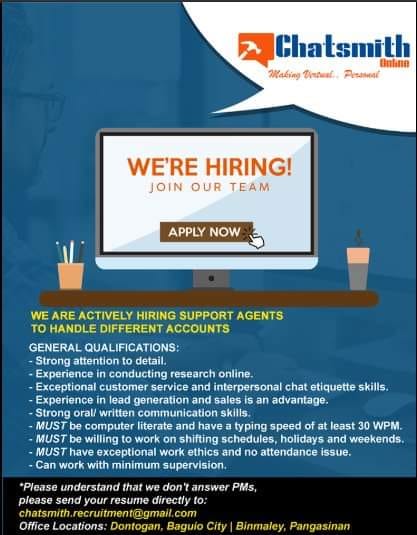 Chatsmith
Online
Making Vertual.. Personal
WE'RE HIRING!
JOIN OUR TEAM
APPLY NOW
WE ARE ACTIVELY HIRING SUPPORT AGENTS
TO HANDLE DIFFERENT ACCOUNTS
GENERAL QUALIFICATIONS:
- Strong attention to detail.
- Experience in conducting research online.
- Exceptional customer service and interpersonal chat etiquette skills.
- Experience in lead generation and sales is an advantage.
- Strong oral/ written communication skills.
- MUST be computer literate and have a typing speed of at least 30 WPM.
- MUST be willing to work on shifting schedules, holidays and weekends.
- MUST have exceptional work ethics and no attendance issue.
- Can work with minimum supervision.
*Please understand that we don't answer PMs,
please send your resume directly to:
chatsmith.recruitment@gmail.com
Office Locations: Dontogan, Baguio City | Binmaley, Pangasinan